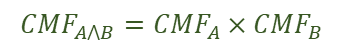 CMF_{A∧B} = CMF_A × CMF_B